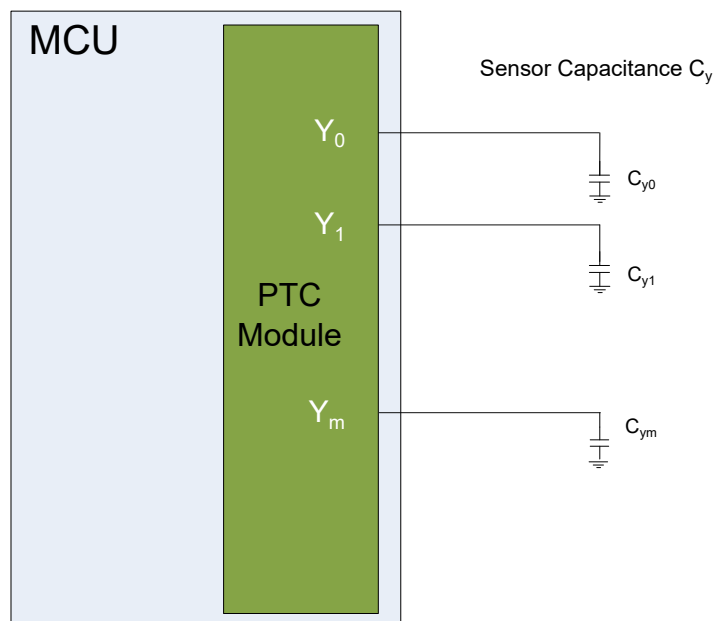 MCU
Sensor Capacitance Cy
Y0
Cy0
Y1
Cy1
PTC
Module
Ym
Cym